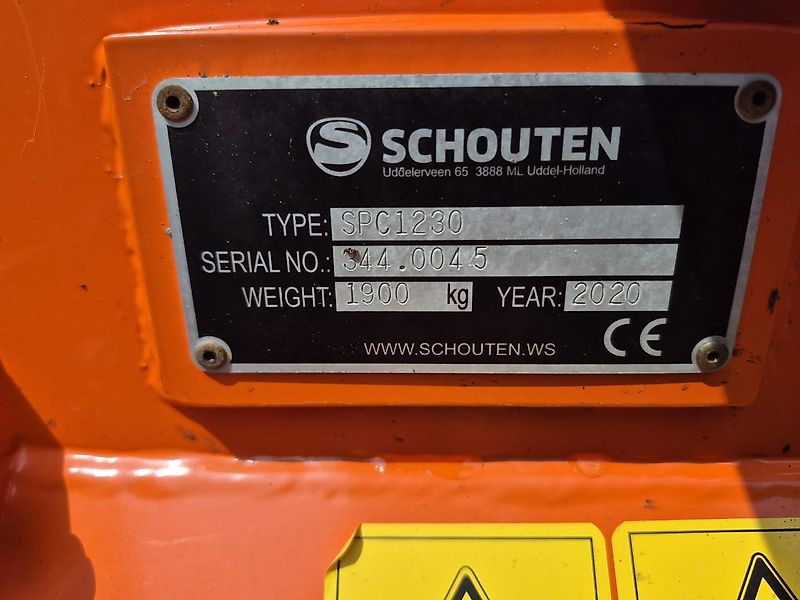 S SCHOUTEN
Uddelerveen 65 3888 ML Uddel-Holland
TYPE: SPC1230
SERIAL NO.: 344.0045
WEIGHT: 1900 kg YEAR: 2020
WWW.SCHOUTEN.WS CE